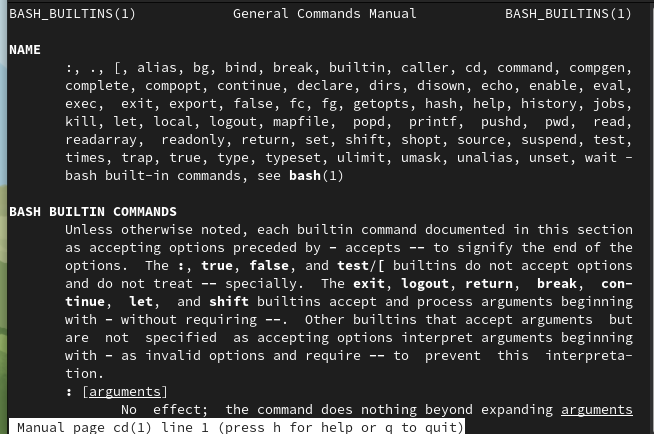 BASH_BUILTINS(1) General Commands Manual BASH_BUILTINS(1)
NAME
:, ., [, alias, bg, bind, break, builtin, caller, cd, command, compgen,
complete, compopt, continue, declare, dirs, disown, echo, enable, eval,
exec, exit, export, false, fc, fg, getopts, hash, help, history, jobs,
kill, let, local, logout, mapfile, popd, printf, pushd, pwd, read,
readarray, readonly, return, set, shift, shopt, source, suspend, test,
times, trap, true, type, typeset, ulimit, umask, unalias, unset, wait -
bash built-in commands, see bash(1)
BASH BUILTIN COMMANDS
Unless otherwise noted, each builtin command documented in this section
as accepting options preceded by - accepts -- to signify the end of the
options. The :, true, false, and test/[ builtins do not accept options
and do not treat -- specially. The exit, logout, return, break, con-
tinue, let, and shift builtins accept and process arguments beginning
with - without requiring --. Other builtins that accept arguments but
are not specified as accepting options interpret arguments beginning
with - as invalid options and require -- to prevent this interpreta-
tion.
: [arguments]
No effect; the command does nothing beyond expanding arguments
Manual page cd(1) line 1 (press h for help or q to quit)